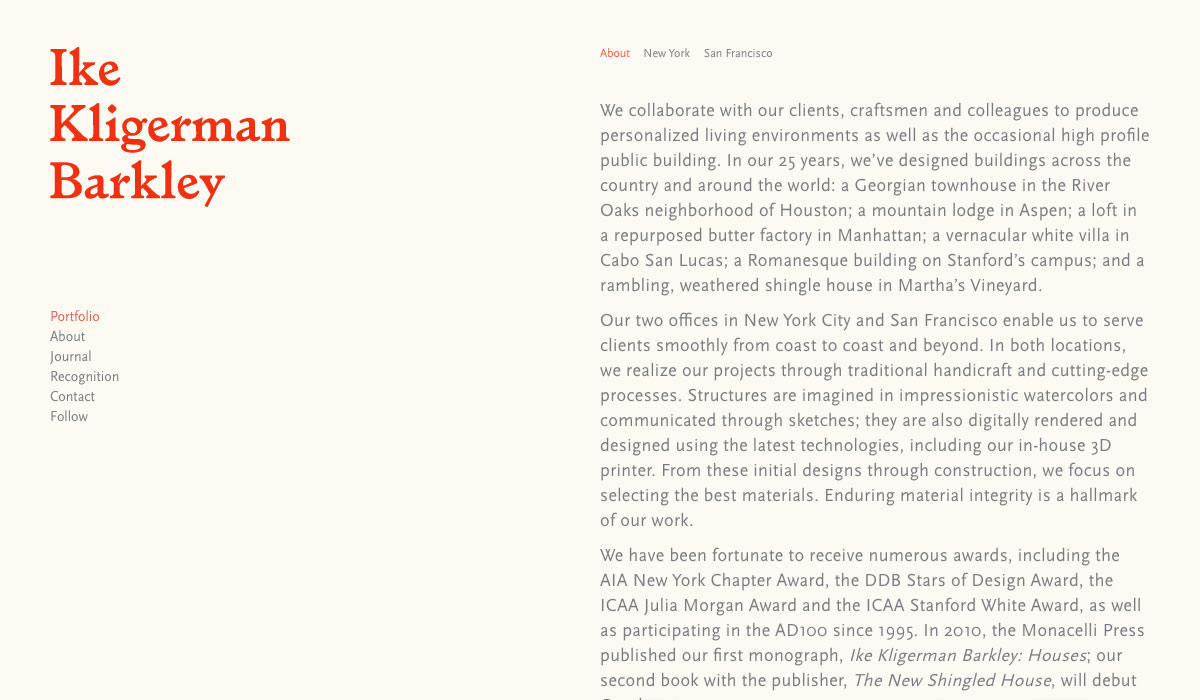 Ike
Kligerman
Barkley
Portfolio
About
Journal
Recognition
Contact
Follow
About New York San Francisco
We collaborate with our clients, craftsmen and colleagues to produce
personalized living environments as well as the occasional high profile
public building. In our 25 years, we’ve designed buildings across the
country and around the world: a Georgian townhouse in the River
Oaks neighborhood of Houston; a mountain lodge in Aspen; a loft in
a repurposed butter factory in Manhattan; a vernacular white villa in
Cabo San Lucas; a Romanesque building on Stanford’s campus; and a
rambling, weathered shingle house in Martha’s Vineyard.
Our two offices in New York City and San Francisco enable us to serve
clients smoothly from coast to coast and beyond. In both locations,
we realize our projects through traditional handicraft and cutting-edge
processes. Structures are imagined in impressionistic watercolors and
communicated through sketches; they are also digitally rendered and
designed using the latest technologies, including our in-house 3D
printer. From these initial designs through construction, we focus on
selecting the best materials. Enduring material integrity is a hallmark
of our work.
We have been fortunate to receive numerous awards, including the
AIA New York Chapter Award, the DDB Stars of Design Award, the
ICAA Julia Morgan Award and the ICAA Stanford White Award, as well
as participating in the AD100 since 1995. In 2010, the Monacelli Press
published our first monograph, Ike Kligerman Barkley: Houses; our
second book with the publisher, The New Shingled House, will debut